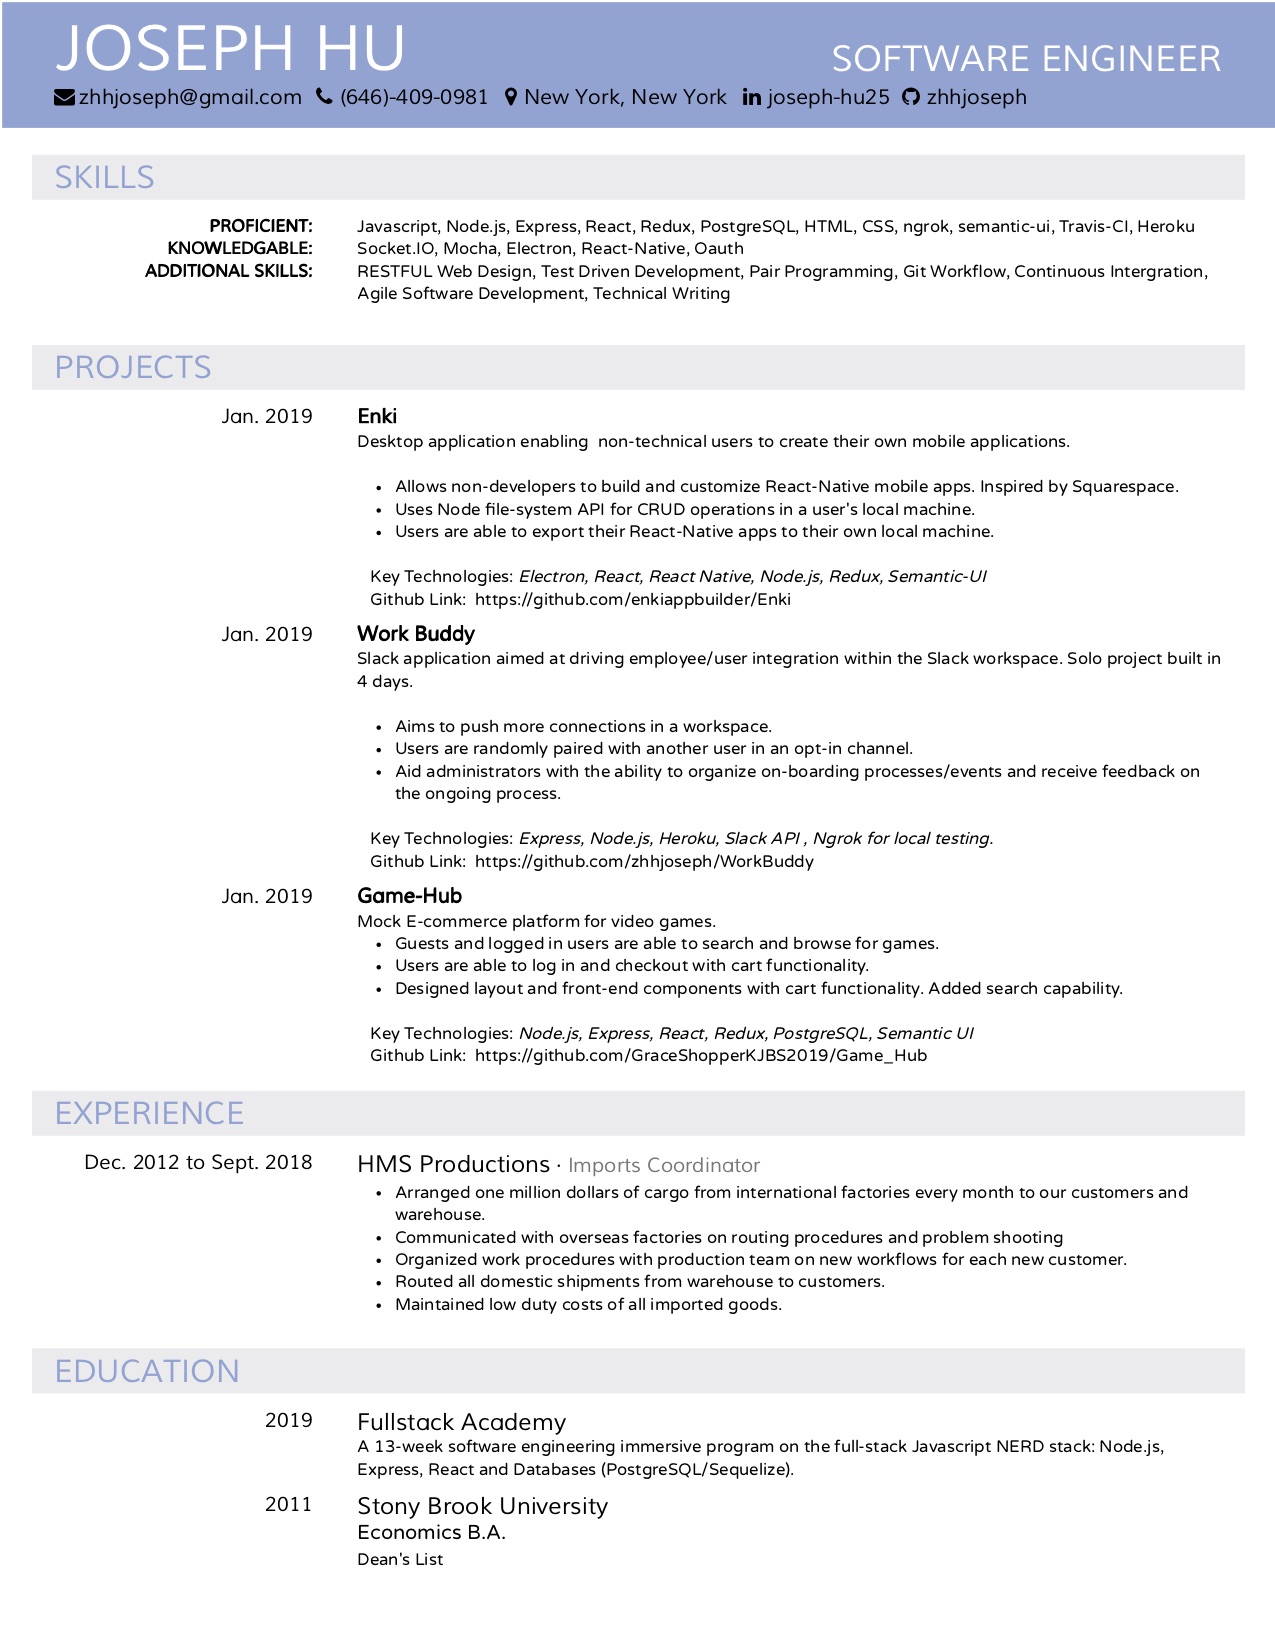 JOSEPH HU
SOFTWARE ENGINEER
zhhjoseph@gmail.com (646)-409-0981 New York, New York joseph-hu25 zhhjoseph
SKILLS
PROFICIENT: Javascript, Node.js, Express, React, Redux, PostgreSQL, HTML, CSS, ngrok, semantic-ui, Travis-CI, Heroku
KNOWLEDGABLE: Socket.IO, Mocha, Electron, React-Native, Oauth
ADDITIONAL SKILLS: RESTFUL Web Design, Test Driven Development, Pair Programming, Git Workflow, Continuous Intergration,
Agile Software Development, Technical Writing
PROJECTS
Jan. 2019 Enki
Desktop application enabling  non-technical users to create their own mobile applications.
• Allows non-developers to build and customize React-Native mobile apps. Inspired by Squarespace.
• Uses Node file-system API for CRUD operations in a user's local machine.
• Users are able to export their React-Native apps to their own local machine.
Key Technologies: Electron, React, React Native, Node.js, Redux, Semantic-UI
Github Link:  https://github.com/enkiappbuilder/Enki
Jan. 2019 Work Buddy
Slack application aimed at driving employee/user integration within the Slack workspace. Solo project built in
4 days.
• Aims to push more connections in a workspace.
• Users are randomly paired with another user in an opt-in channel.
• Aid administrators with the ability to organize on-boarding processes/events and receive feedback on
the ongoing process.
Key Technologies: Express, Node.js, Heroku, Slack API , Ngrok for local testing.
Github Link:  https://github.com/zhhjoseph/WorkBuddy
Jan. 2019 Game-Hub
Mock E-commerce platform for video games.
• Guests and logged in users are able to search and browse for games.
• Users are able to log in and checkout with cart functionality.
• Designed layout and front-end components with cart functionality. Added search capability.
Key Technologies: Node.js, Express, React, Redux, PostgreSQL, Semantic UI
Github Link:  https://github.com/GraceShopperKJBS2019/Game_Hub
EXPERIENCE
Dec. 2012 to Sept. 2018 HMS Productions · Imports Coordinator
• Arranged one million dollars of cargo from international factories every month to our customers and
warehouse.
• Communicated with overseas factories on routing procedures and problem shooting
• Organized work procedures with production team on new workflows for each new customer.
• Routed all domestic shipments from warehouse to customers.
• Maintained low duty costs of all imported goods.
EDUCATION
2019 Fullstack Academy
A 13-week software engineering immersive program on the full-stack Javascript NERD stack: Node.js,
Express, React and Databases (PostgreSQL/Sequelize).
2011 Stony Brook University
Economics B.A.
Dean's List